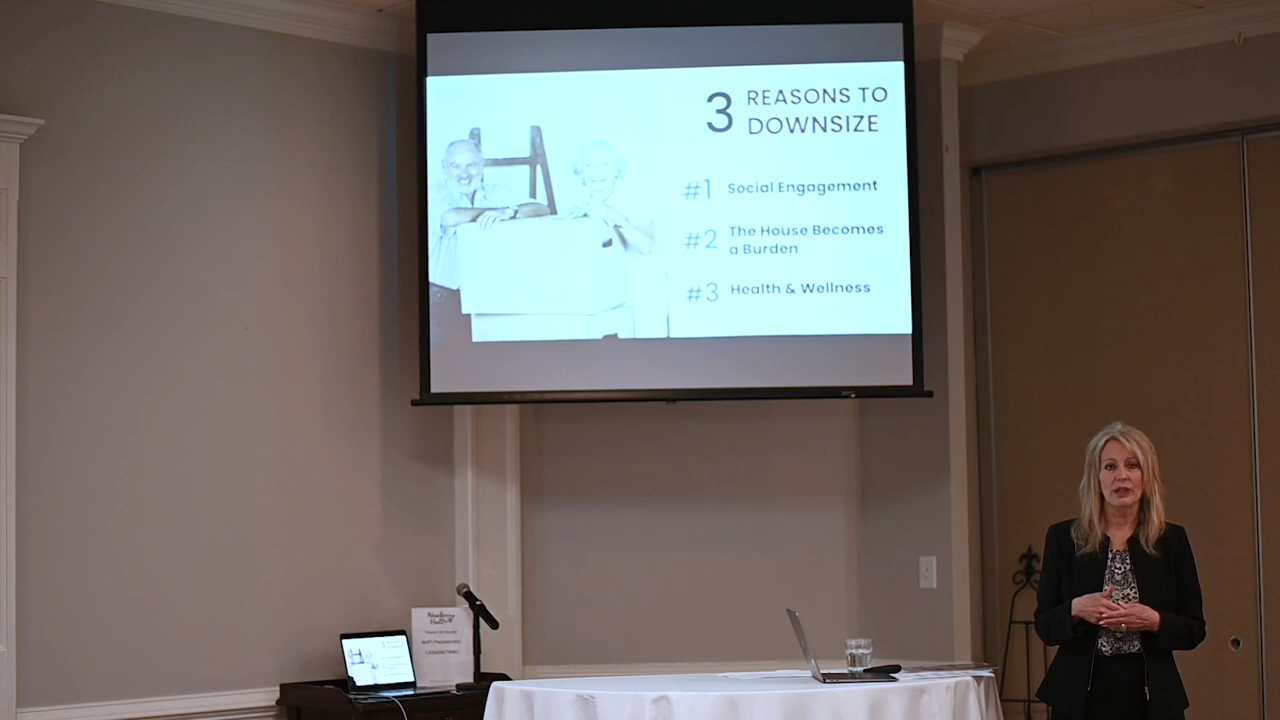 3 REASONS TO
DOWNSIZE
#1 Social Engagement
#2 The House Becomes
a Burden
#3 Health & Wellness